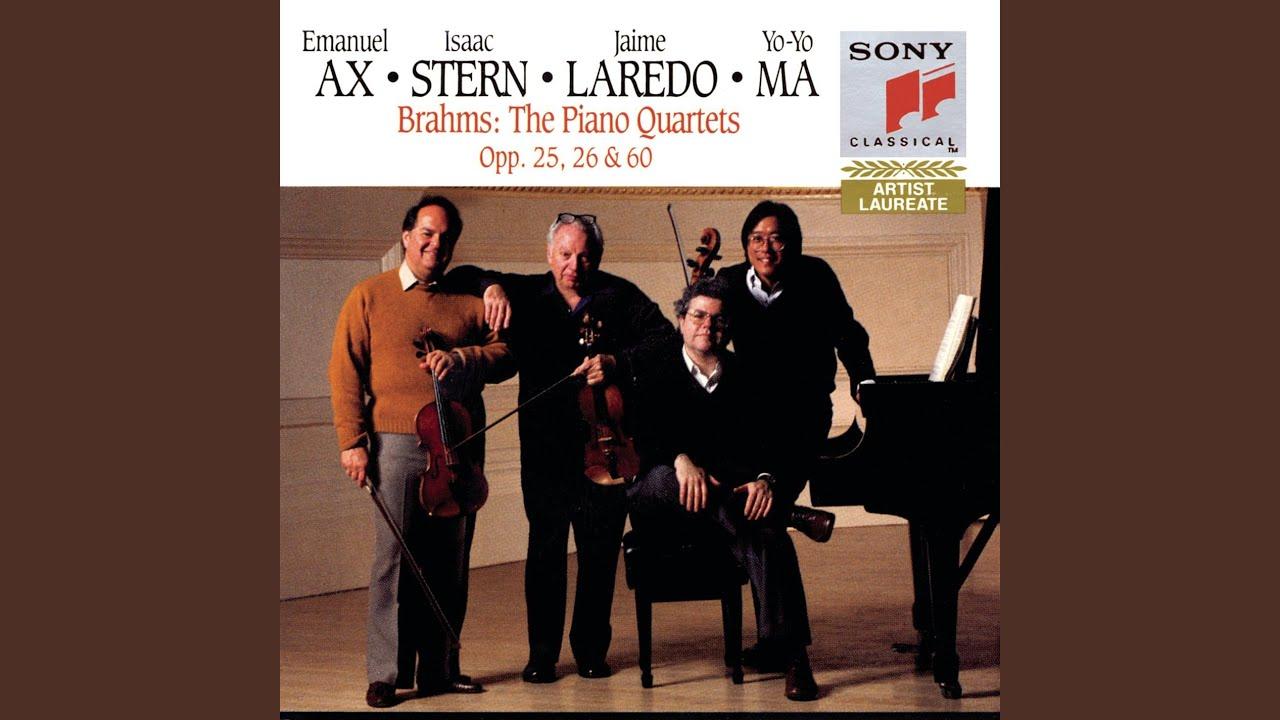 Emanuel Isaac Jaime Yo-Yo
AX • STERN • LAREDO • MA
Brahms: The Piano Quartets
Opp. 25, 26 & 60
SONY
CLASSICAL™
ARTIST
LAUREATE